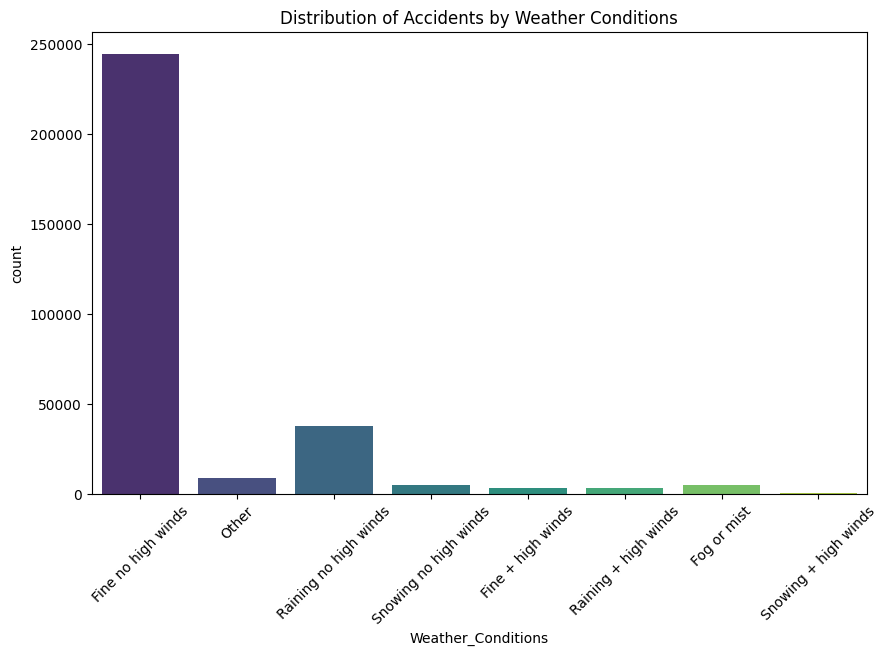 Distribution of Accidents by Weather Conditions
250000
200000
150000
100000
50000
0
count
Fine no high winds
Other
Raining no high winds
Snowing no high winds
Fine + high winds
Raining + high winds
Fog or mist
Snowing + high winds
Weather_Conditions